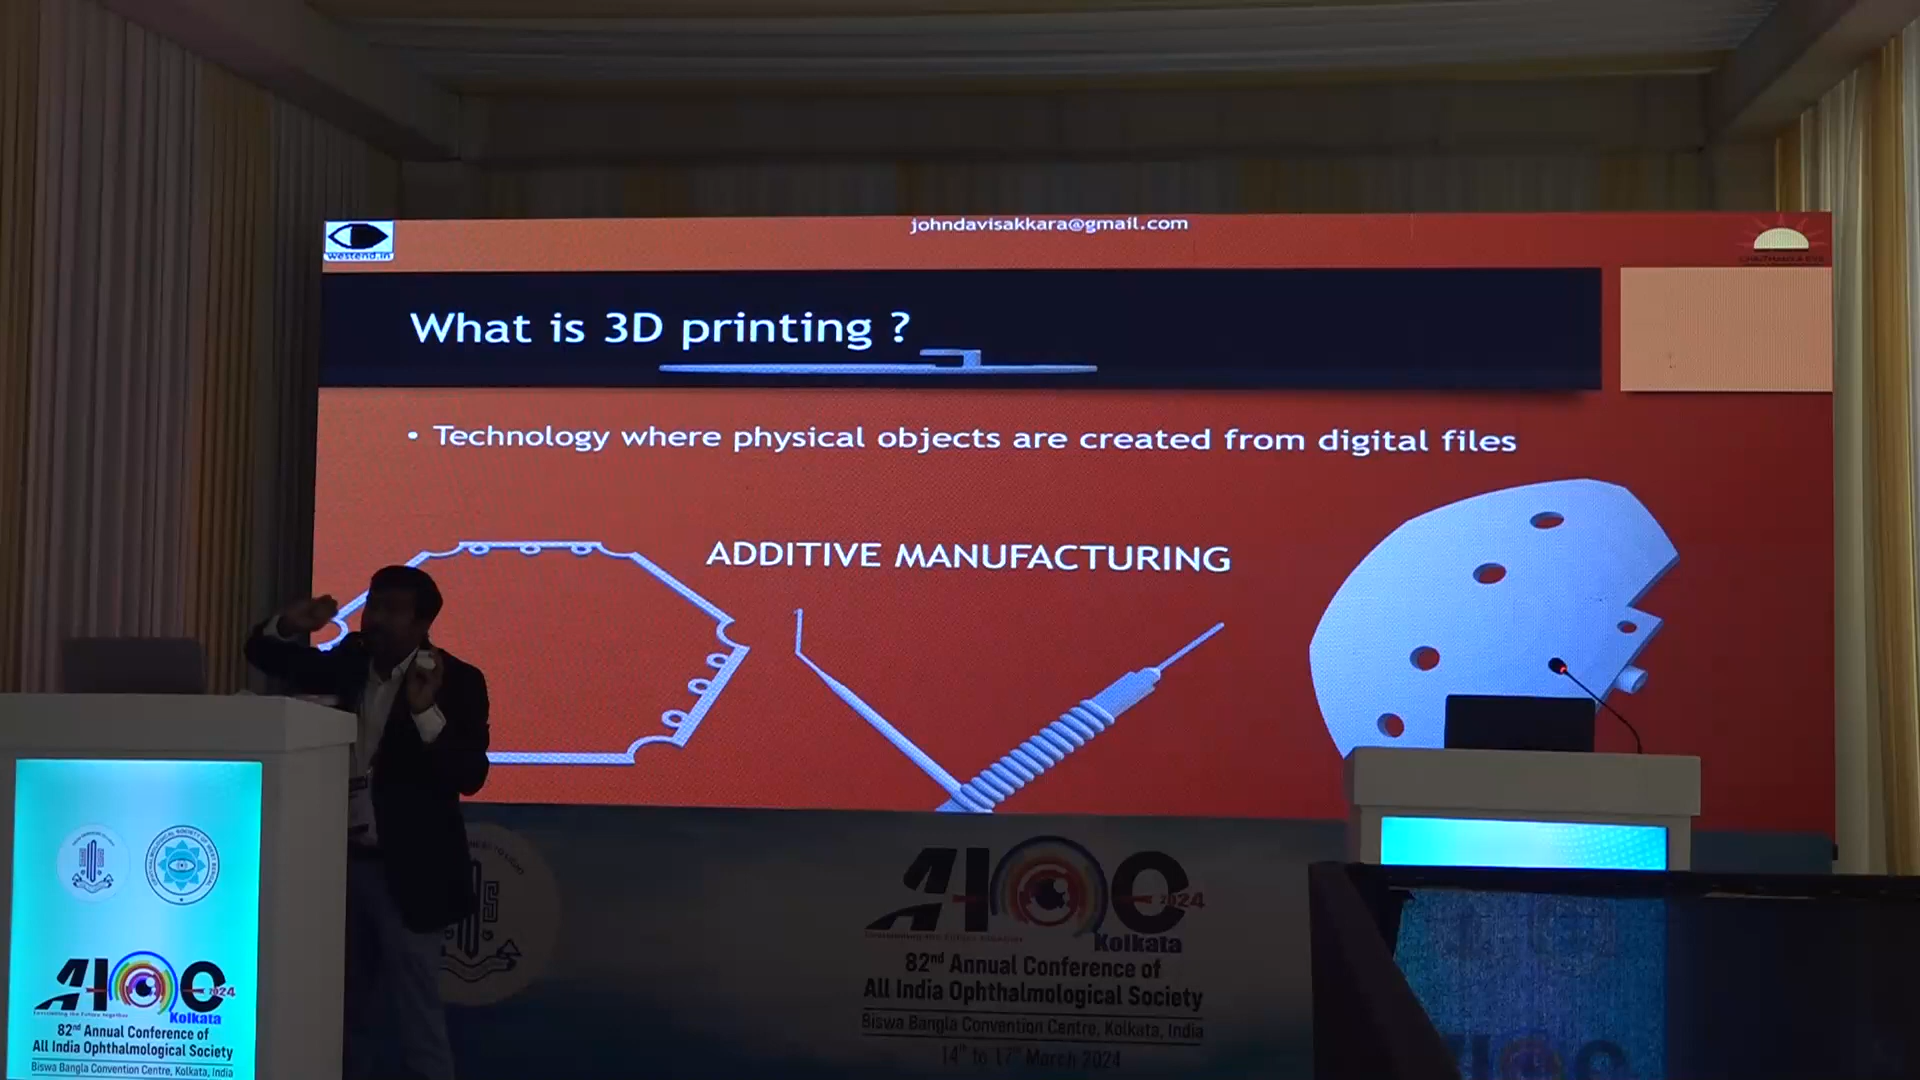 johndavisakkara@gmail.com
westend.in
What is 3D printing ?
• Technology where physical objects are created from digital files
ADDITIVE MANUFACTURING
AIOC
2024
Kolkata
82nd Annual Conference of
All India Ophthalmological Society
Biswa Bangla Convention Centre, Kolkata, India
14th to 17th March 2024
AIOC
2024
Kolkata
82nd Annual Conference of
All India Ophthalmological Society
Biswa Bangla Convention Centre, Kolkata, India